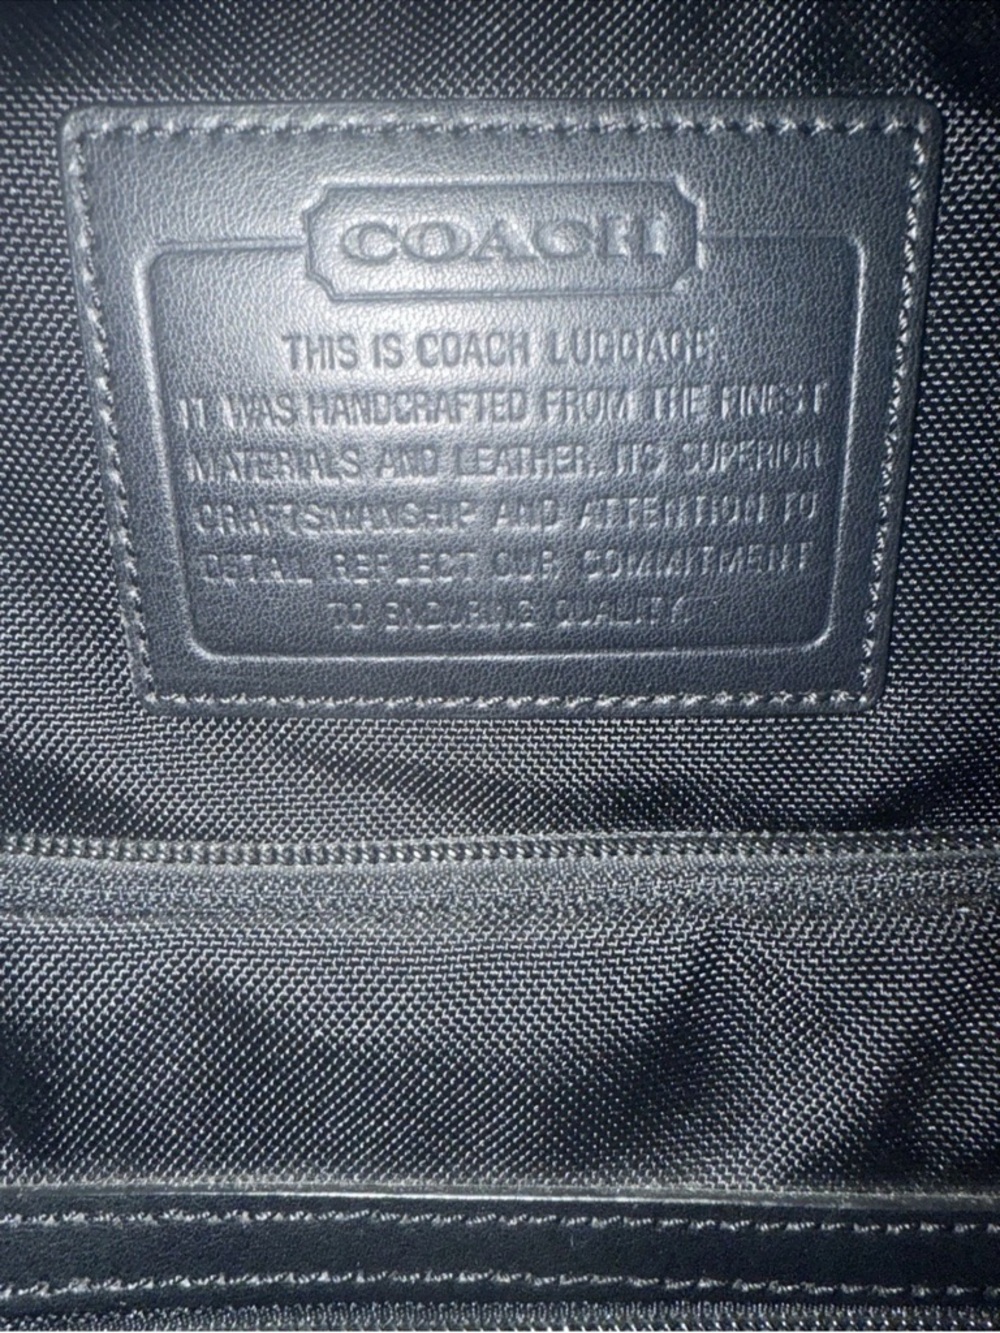 COACH
THIS IS COACH LUGGAGE.
IT WAS HANDCRAFTED FROM THE FINEST
MATERIALS AND LEATHER. ITS SUPERIOR
CRAFTSMANSHIP AND ATTENTION TO
DETAIL REFLECT OUR COMMITMENT
TO ENDURING QUALITY.